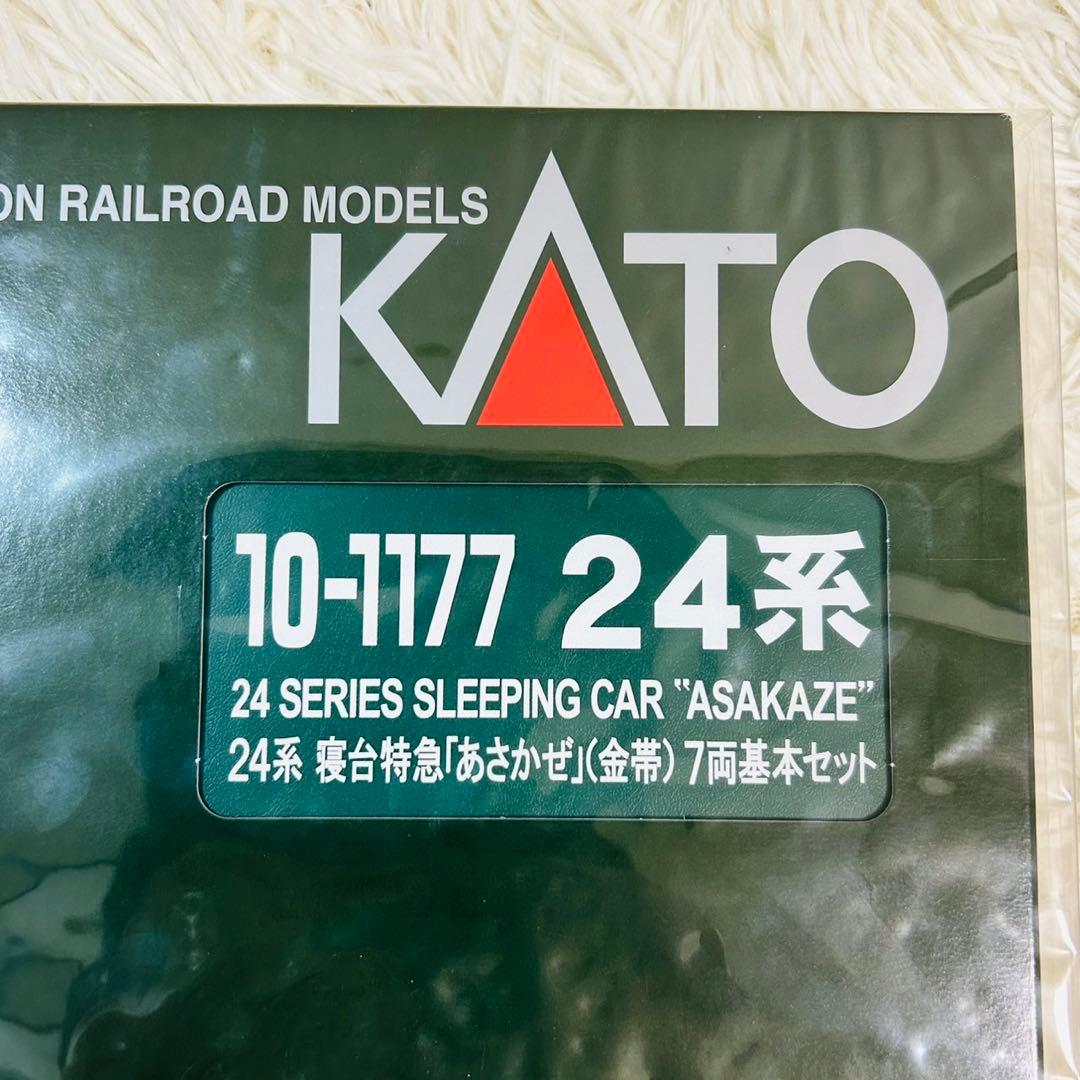 ON RAILROAD MODELS
KATO
10-1177 24系
24 SERIES SLEEPING CAR "ASAKAZE"
24系 寝台特急「あさかぜ」(金帯) 7両基本セット